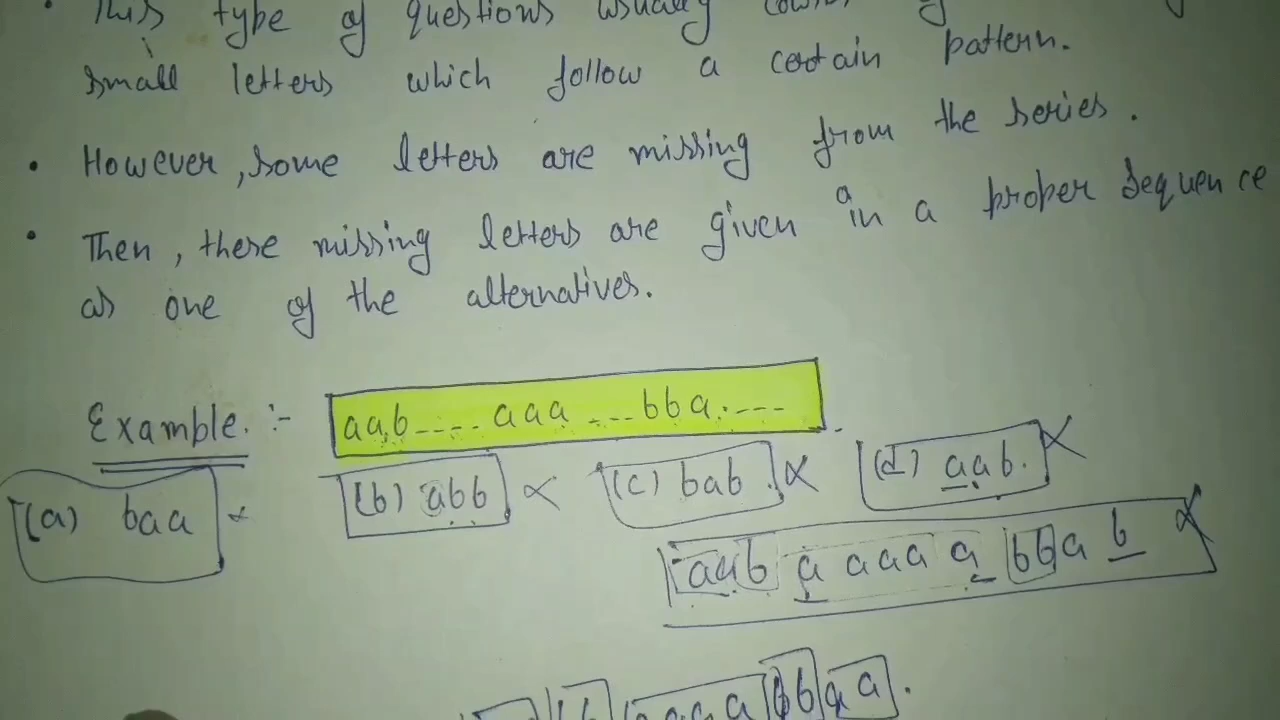 This type of questions usually
small letters which follow a certain pattern.
• However, some letters are missing from the series.
• Then, these missing letters are given in a proper sequence
as one of the alternatives.
Example :- aab.... aaa ....bba.---
(a) baa (b) abb (c) bab. (d) aab.
aab a aaa a bba b